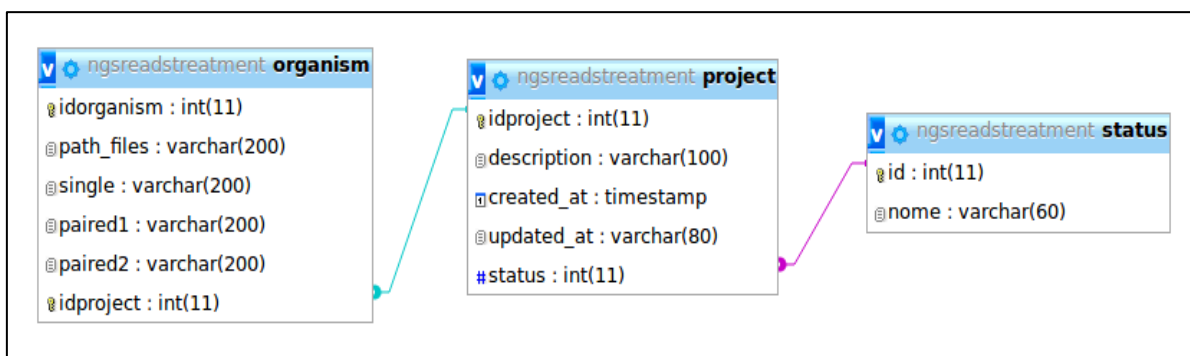 v ngsreadstreatment organism
idorganism : int(11)
path_files : varchar(200)
single : varchar(200)
paired1 : varchar(200)
paired2 : varchar(200)
idproject : int(11)
v ngsreadstreatment project
idproject : int(11)
description : varchar(100)
created_at : timestamp
updated_at : varchar(80)
# status : int(11)
v ngsreadstreatment status
id : int(11)
nome : varchar(60)